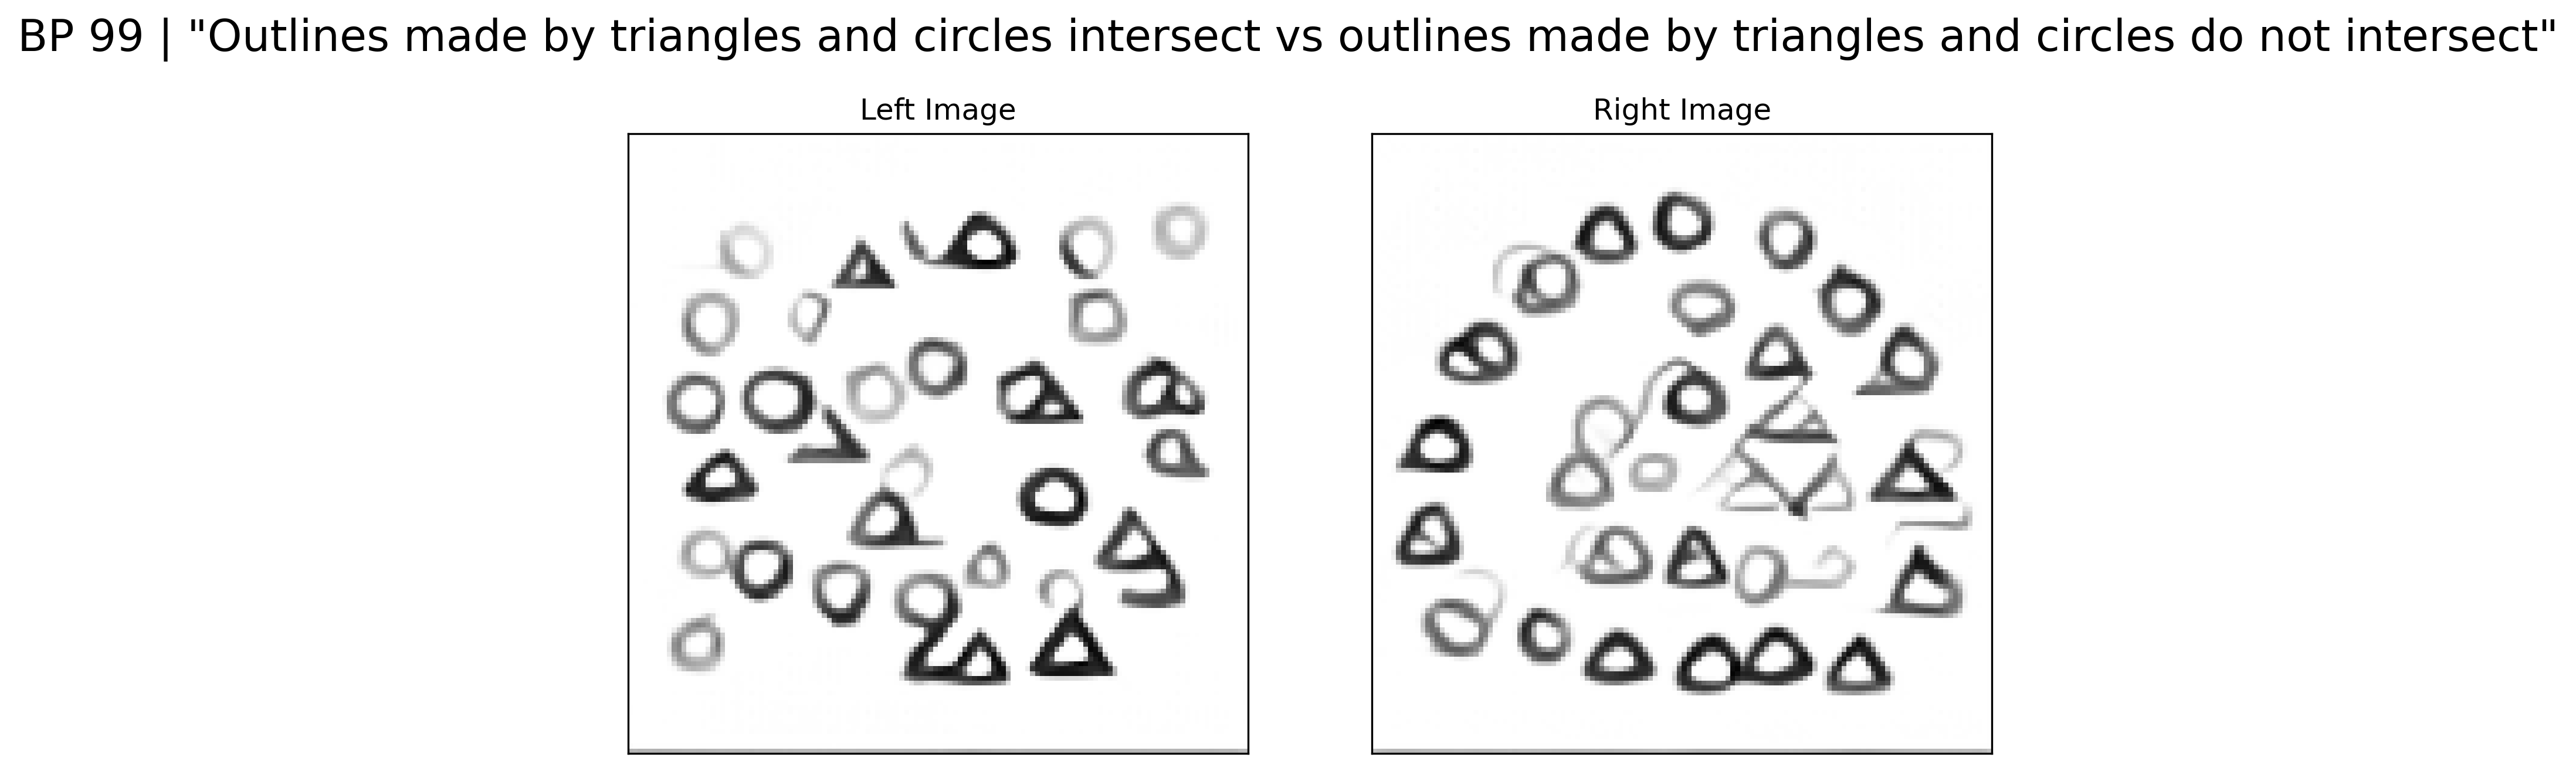 BP 99 | "Outlines made by triangles and circles intersect vs outlines made by triangles and circles do not intersect"
Left Image
Right Image